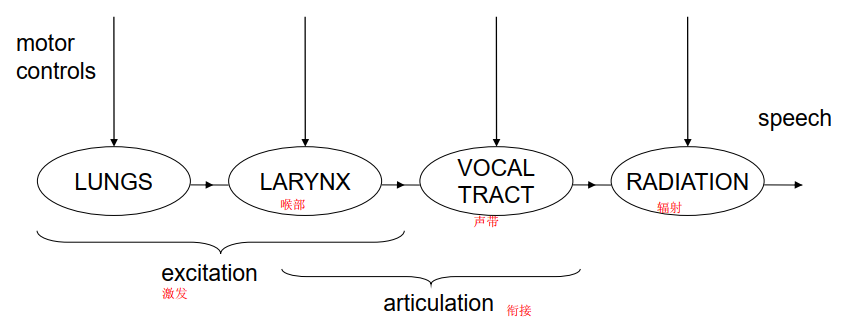 motor
controls
speech
LUNGS
LARYNX
喉部
VOCAL
TRACT
声带
RADIATION
辐射
excitation
激发
articulation
衔接